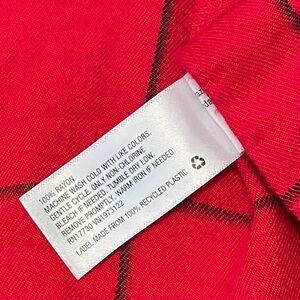 100% RAYON
MACHINE WASH COLD WITH LIKE COLORS.
GENTLE CYCLE. ONLY NON-CHLORINE
BLEACH IF NEEDED. TUMBLE DRY LOW.
REMOVE PROMPTLY. WARM IRON IF NEEDED
RN17730 VN1973122
LABEL MADE FROM 100% RECYCLED PLASTIC